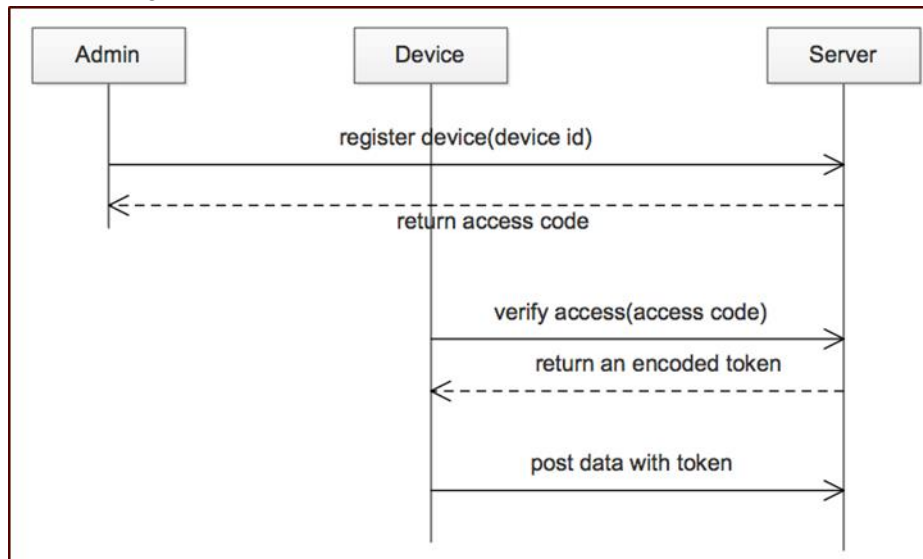 Admin
Device
Server
register device(device id)
return access code
verify access(access code)
return an encoded token
post data with token